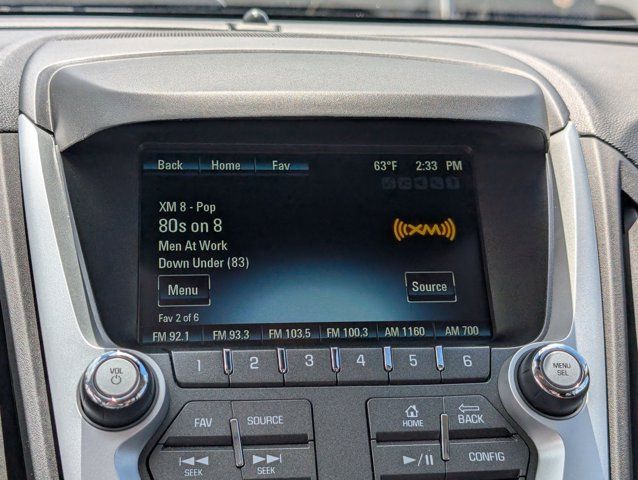 Back Home Fav 63°F 2:33 PM
XM 8 - Pop
80s on 8
Men At Work
Down Under (83)
((XM))
Menu
Source
Fav 2 of 6
FM 92.1 FM 93.3 FM 103.5 FM 100.3 AM 1160 AM 700
1 2 3 4 5 6
VOL
MENU
SEL
FAV SOURCE
HOME BACK
SEEK SEEK
CONFIG